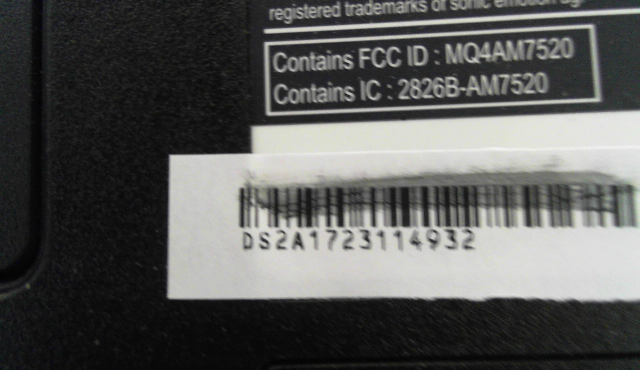 registered trademarks of sonic emotion ag.
Contains FCC ID : MQ4AM7520
Contains IC : 2826B-AM7520
DS2A1723114932